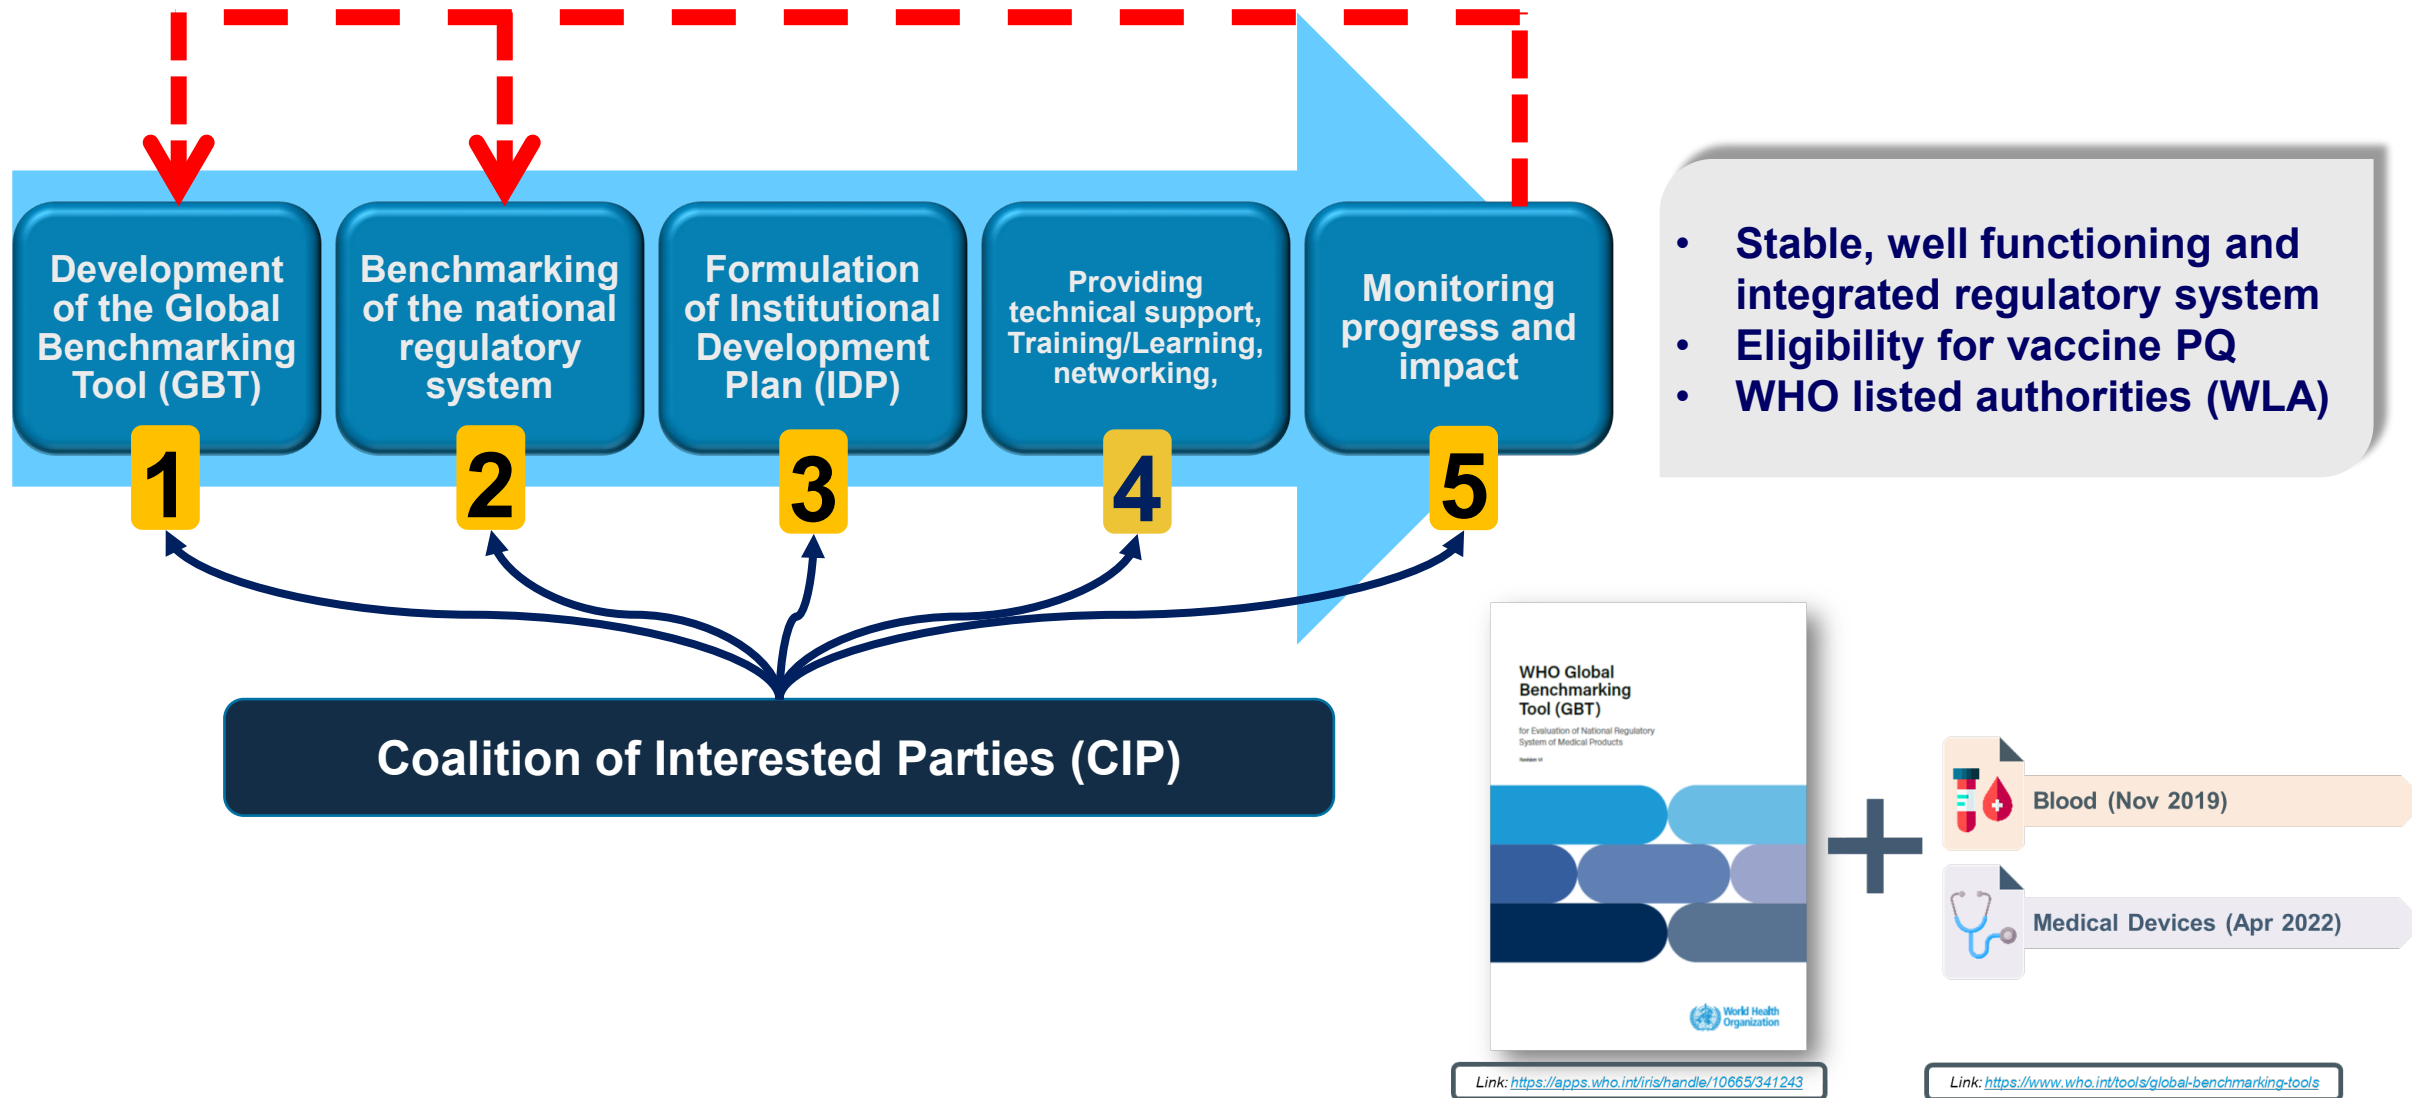 Development
of the Global
Benchmarking
Tool (GBT)
1
Benchmarking
of the national
regulatory
system
2
Formulation
of Institutional
Development
Plan (IDP)
3
Providing
technical support,
Training/Learning,
networking,
4
Monitoring
progress and
impact
5
• Stable, well functioning and
integrated regulatory system
• Eligibility for vaccine PQ
• WHO listed authorities (WLA)
Coalition of Interested Parties (CIP)
WHO Global
Benchmarking
Tool (GBT)
for Evaluation of National Regulatory
System of Medical Products
Revision VI
World Health
Organization
Link: https://apps.who.int/iris/handle/10665/341243
Blood (Nov 2019)
Medical Devices (Apr 2022)
Link: https://www.who.int/tools/global-benchmarking-tools